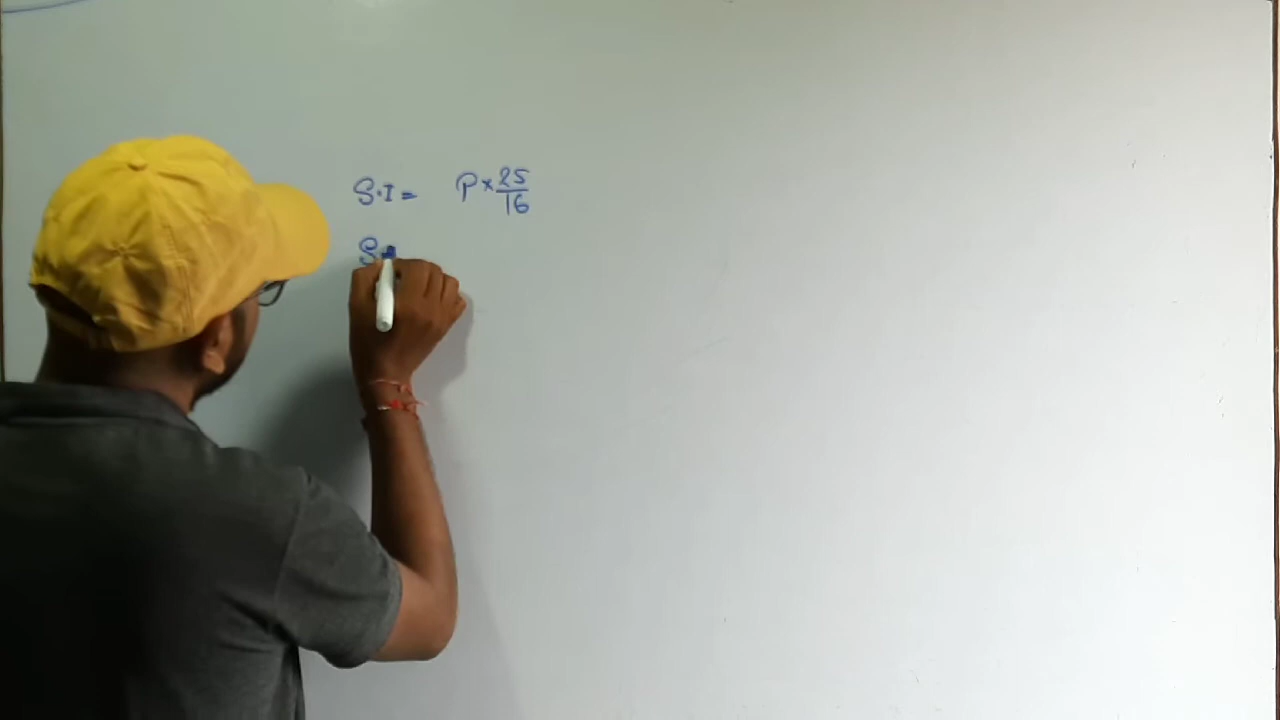 S.I = P × 25/16
S.